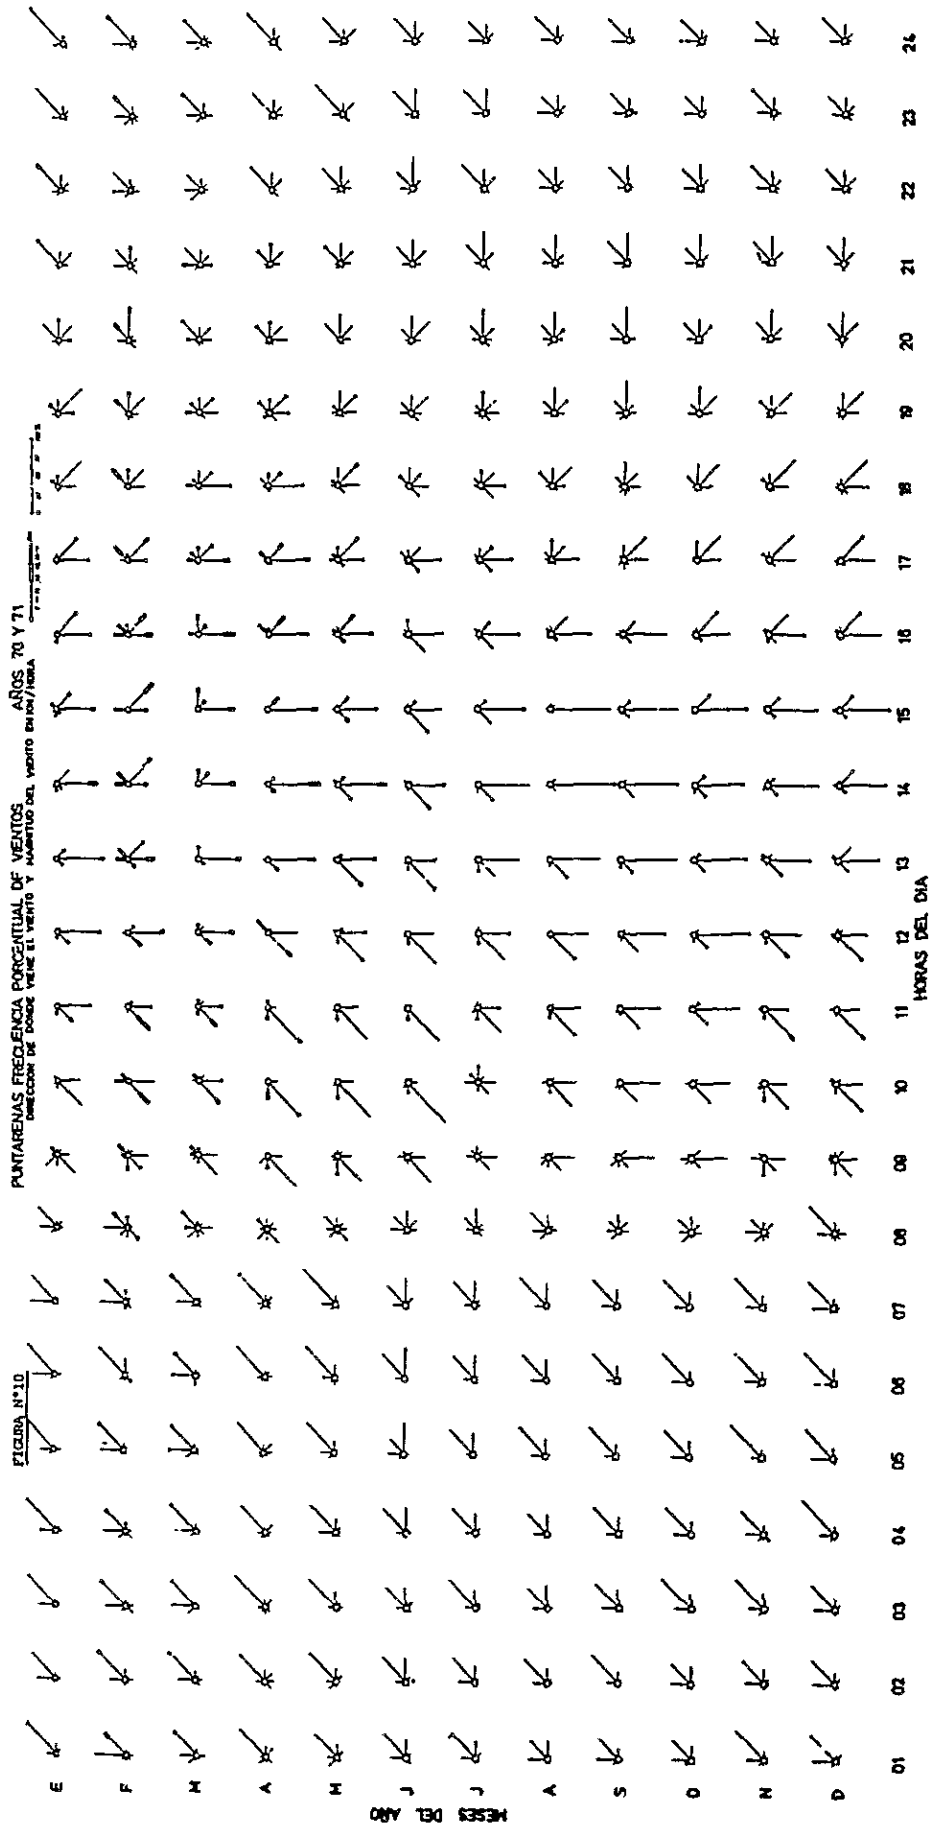 FIGURA Nº10
PUNTARENAS FRECUENCIA PORCENTUAL DE VIENTOS AÑOS 70 Y 71
DIRECCION DE DONDE VIENE EL VIENTO Y MAGNITUD DEL VIENTO EN KM/HORA
MESES DEL AÑO
E
F
M
A
M
J
J
A
S
O
N
D
01 02 03 04 05 06 07 08 09 10 11 12 13 14 15 16 17 18 19 20 21 22 23 24
HORAS DEL DIA